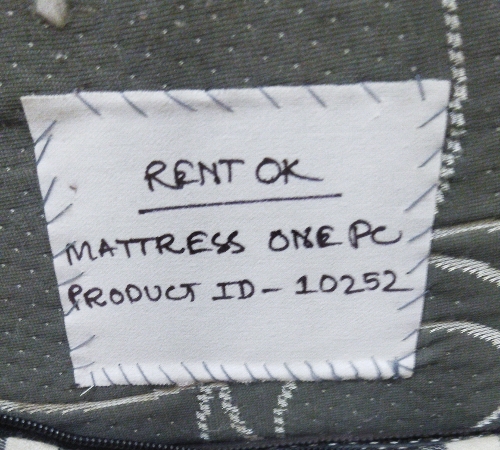 RENT OK
MATTRESS ONE PC
PRODUCT ID - 10252